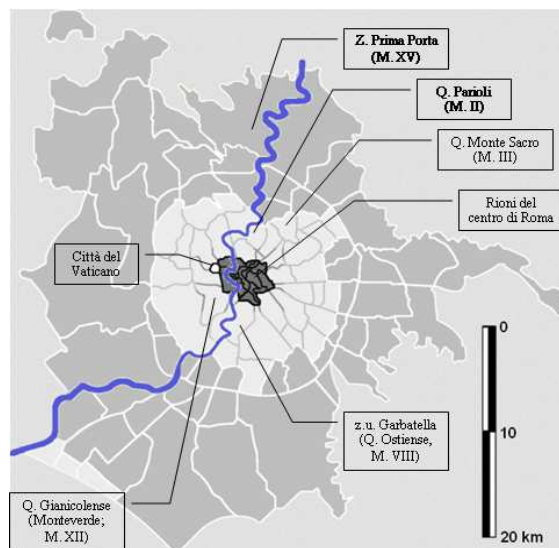 Z. Prima Porta
(M. XV)
Q. Parioli
(M. II)
Q. Monte Sacro
(M. III)
Rioni del
centro di Roma
Città del
Vaticano
0
10
20 km
z.u. Garbatella
(Q. Ostiense,
M. VIII)
Q. Gianicolense
(Monteverde;
M. XII)